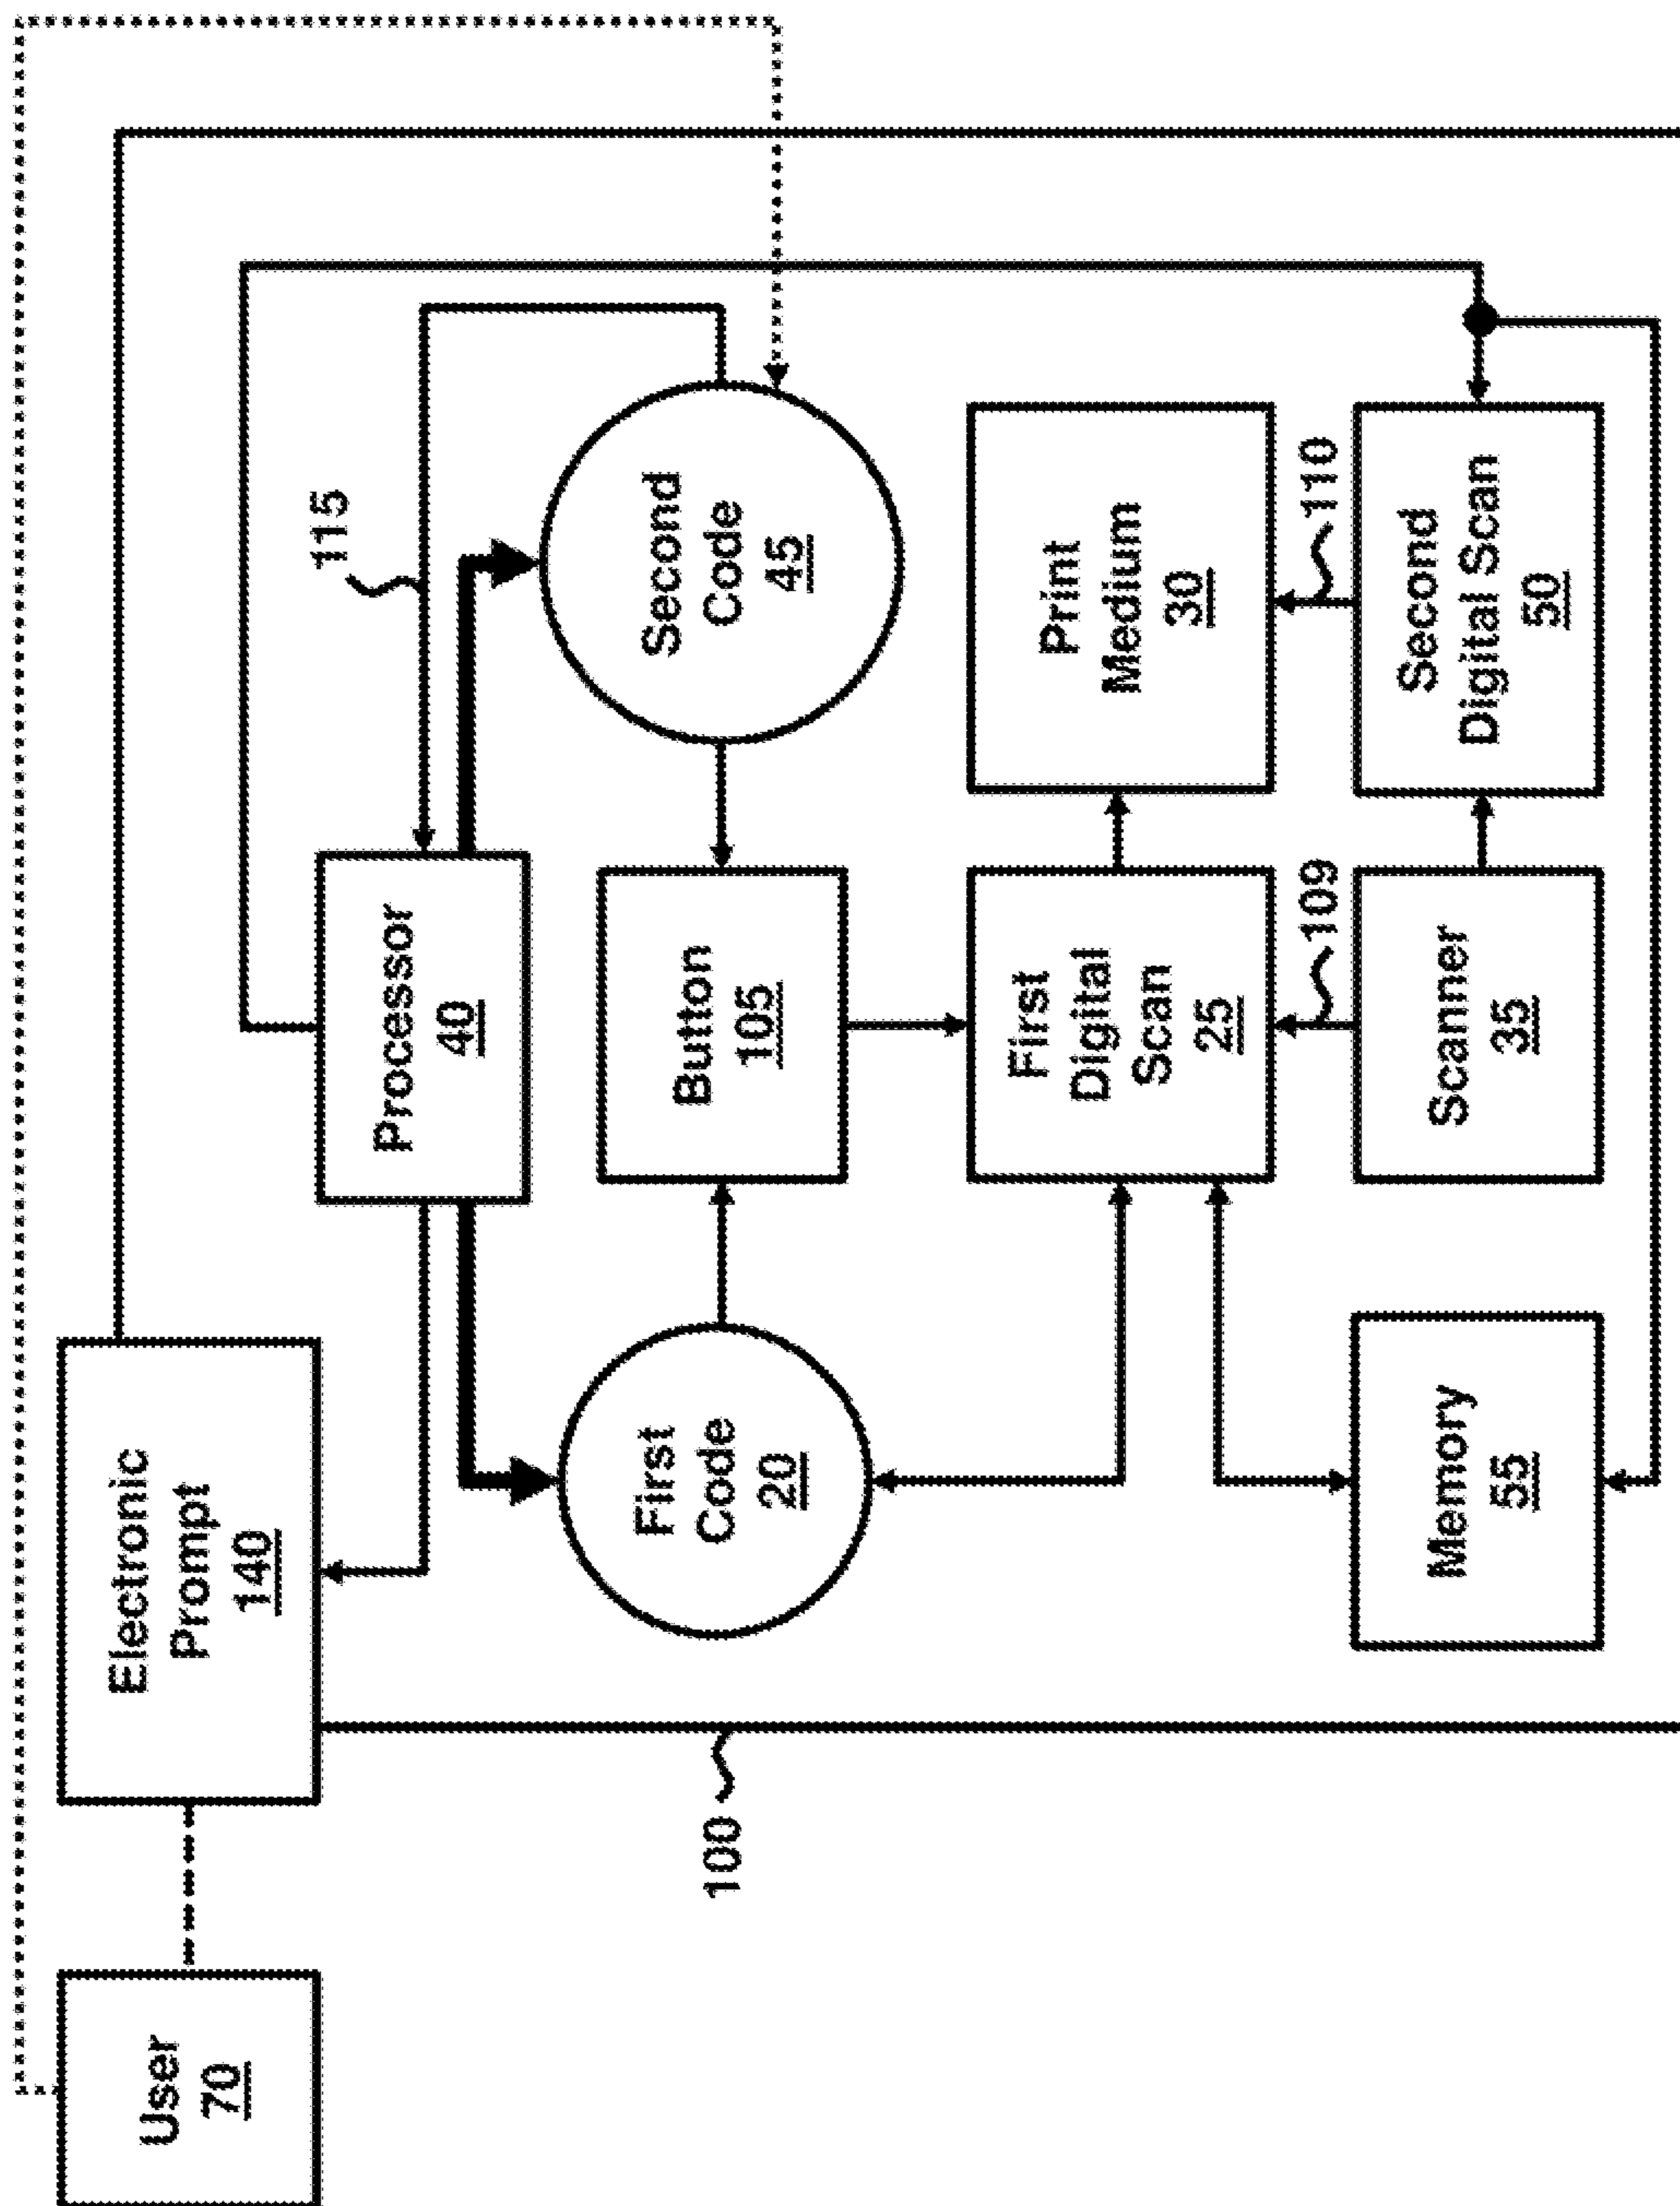 User
70
Electronic
Prompt
140
100
Processor
40
115
First
Code
20
Button
105
Second
Code
45
First
Digital
Scan
25
Print
Medium
30
109
110
Memory
55
Scanner
35
Second
Digital Scan
50